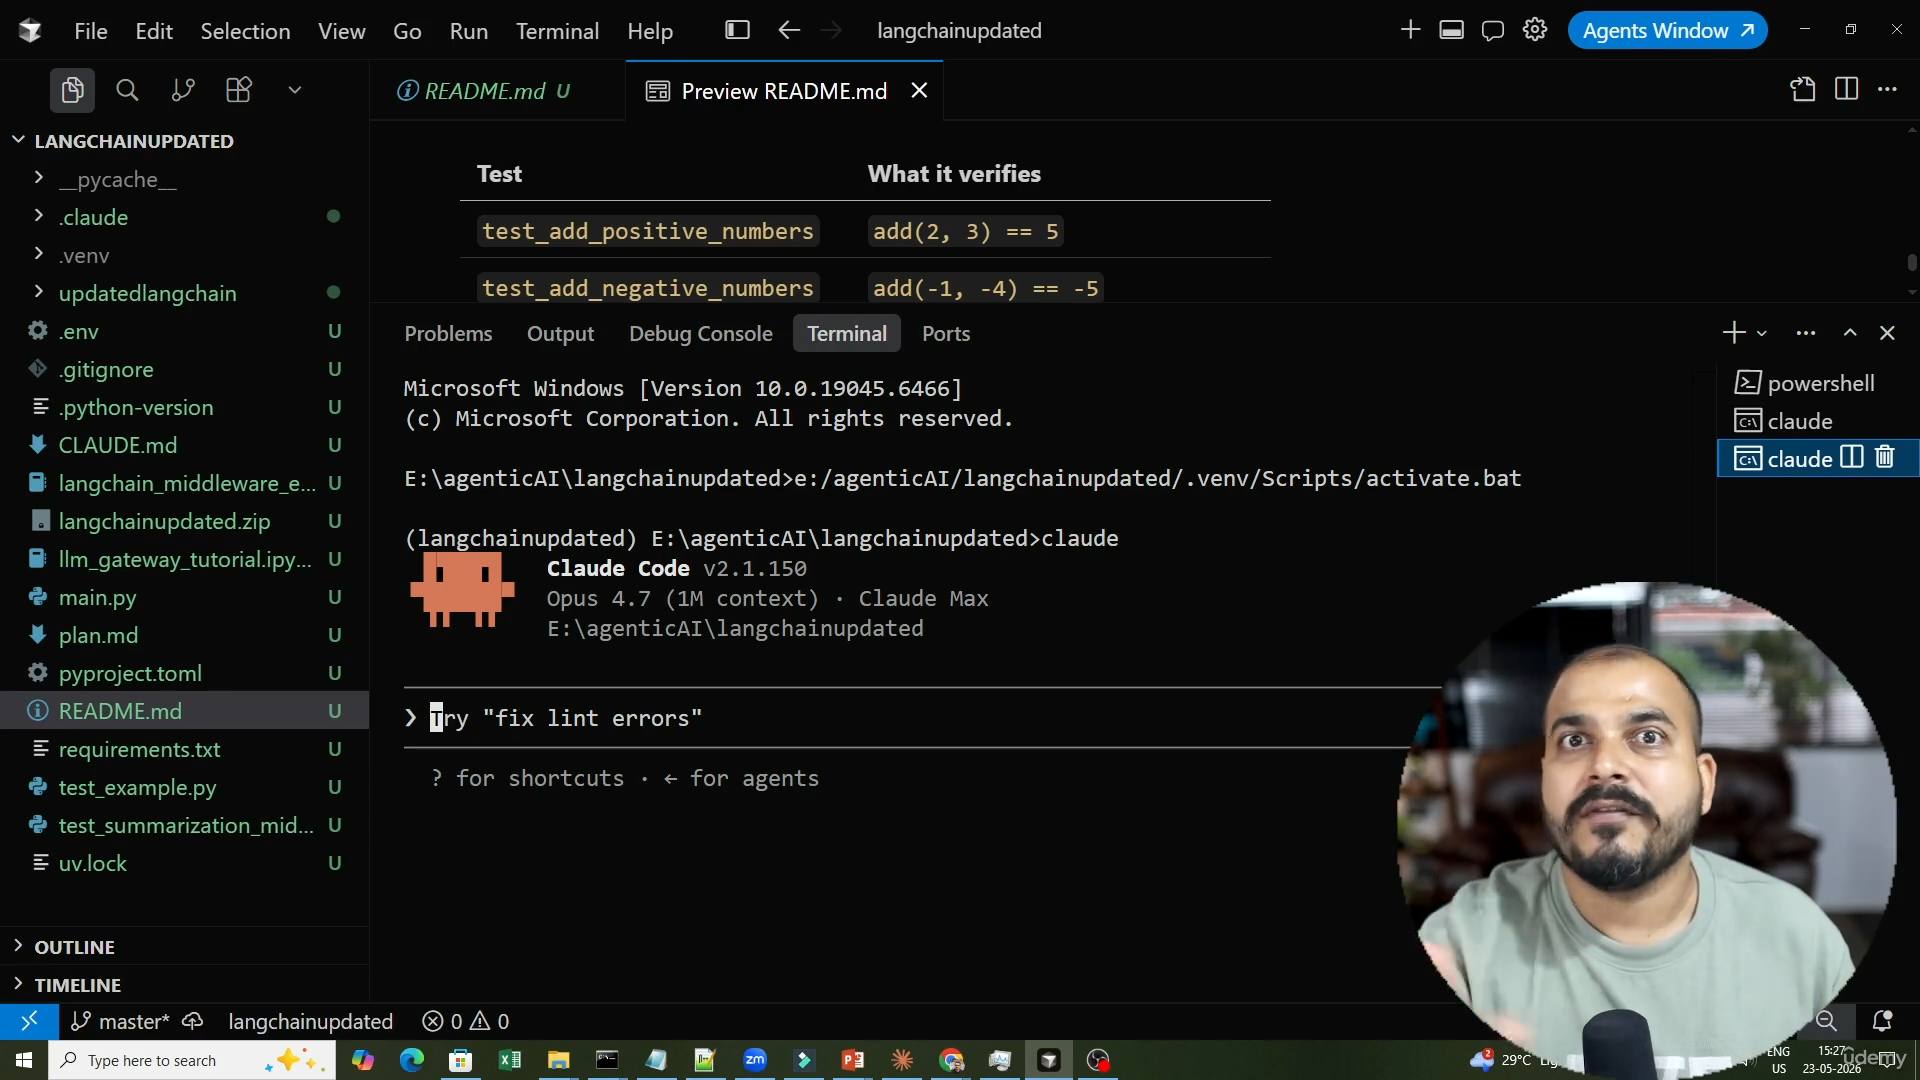 File Edit Selection View Go Run Terminal Help
langchainupdated
Agents Window
README.md U
Preview README.md
LANGCHAINUPDATED
__pycache__
.claude
.venv
updatedlangchain
.env U
.gitignore U
.python-version U
CLAUDE.md U
langchain_middleware_e... U
langchainupdated.zip U
llm_gateway_tutorial.ipy... U
main.py U
plan.md U
pyproject.toml U
README.md U
requirements.txt U
test_example.py U
test_summarization_mid... U
uv.lock U
OUTLINE
TIMELINE
Test What it verifies
test_add_positive_numbers add(2, 3) == 5
test_add_negative_numbers add(-1, -4) == -5
Problems Output Debug Console Terminal Ports
Microsoft Windows [Version 10.0.19045.6466]
(c) Microsoft Corporation. All rights reserved.
E:\agenticAI\langchainupdated>e:/agenticAI/langchainupdated/.venv/Scripts/activate.bat
(langchainupdated) E:\agenticAI\langchainupdated>claude
Claude Code v2.1.150
Opus 4.7 (1M context) · Claude Max
E:\agenticAI\langchainupdated
❯ Try "fix lint errors"
? for shortcuts · ← for agents
powershell
claude
claude
master* langchainupdated 0 0
Type here to search
zm
2
29°C
ENG
US
15:27
23-05-2026
ûdemy